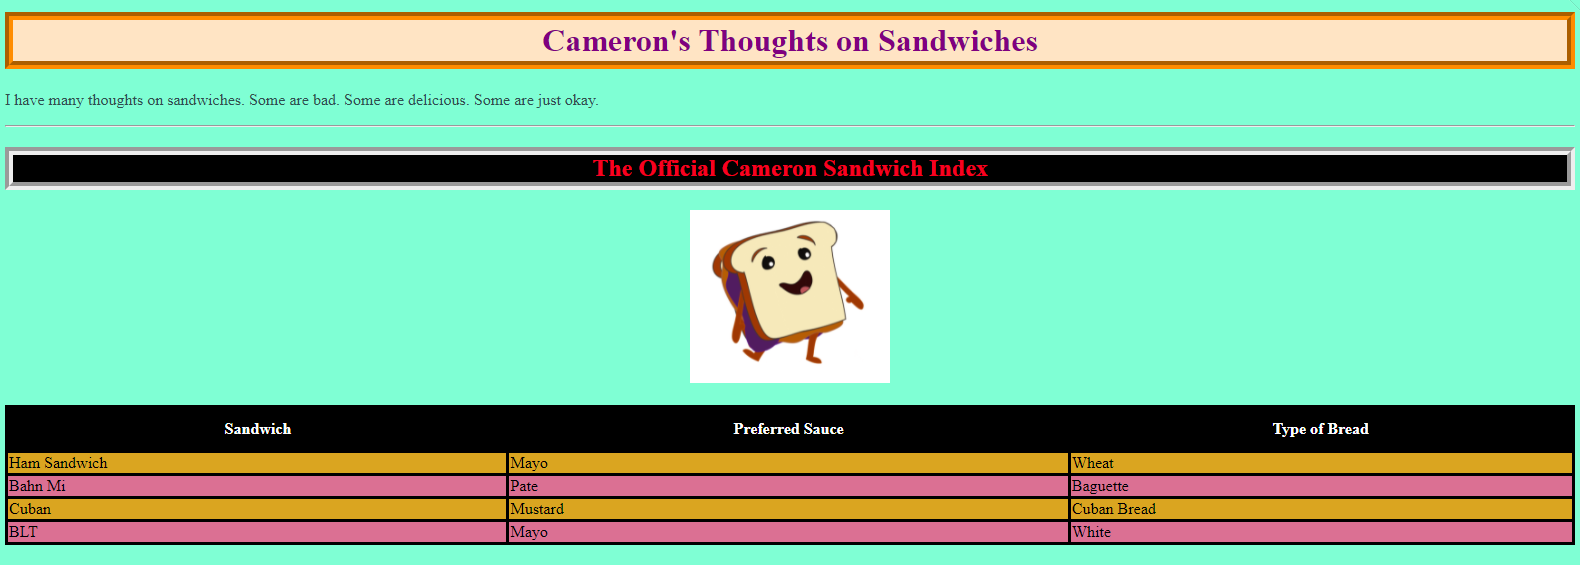 Cameron's Thoughts on Sandwiches
I have many thoughts on sandwiches. Some are bad. Some are delicious. Some are just okay.
The Official Cameron Sandwich Index
Sandwich Preferred Sauce Type of Bread
Ham Sandwich Mayo Wheat
Bahn Mi Pate Baguette
Cuban Mustard Cuban Bread
BLT Mayo White